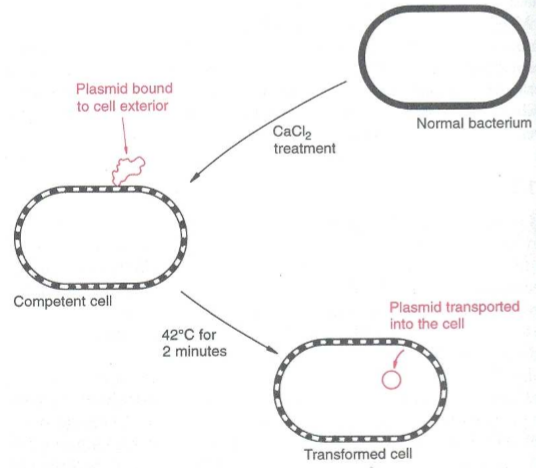 Normal bacterium
CaCl₂
treatment
Plasmid bound
to cell exterior
Competent cell
42°C for
2 minutes
Plasmid transported
into the cell
Transformed cell